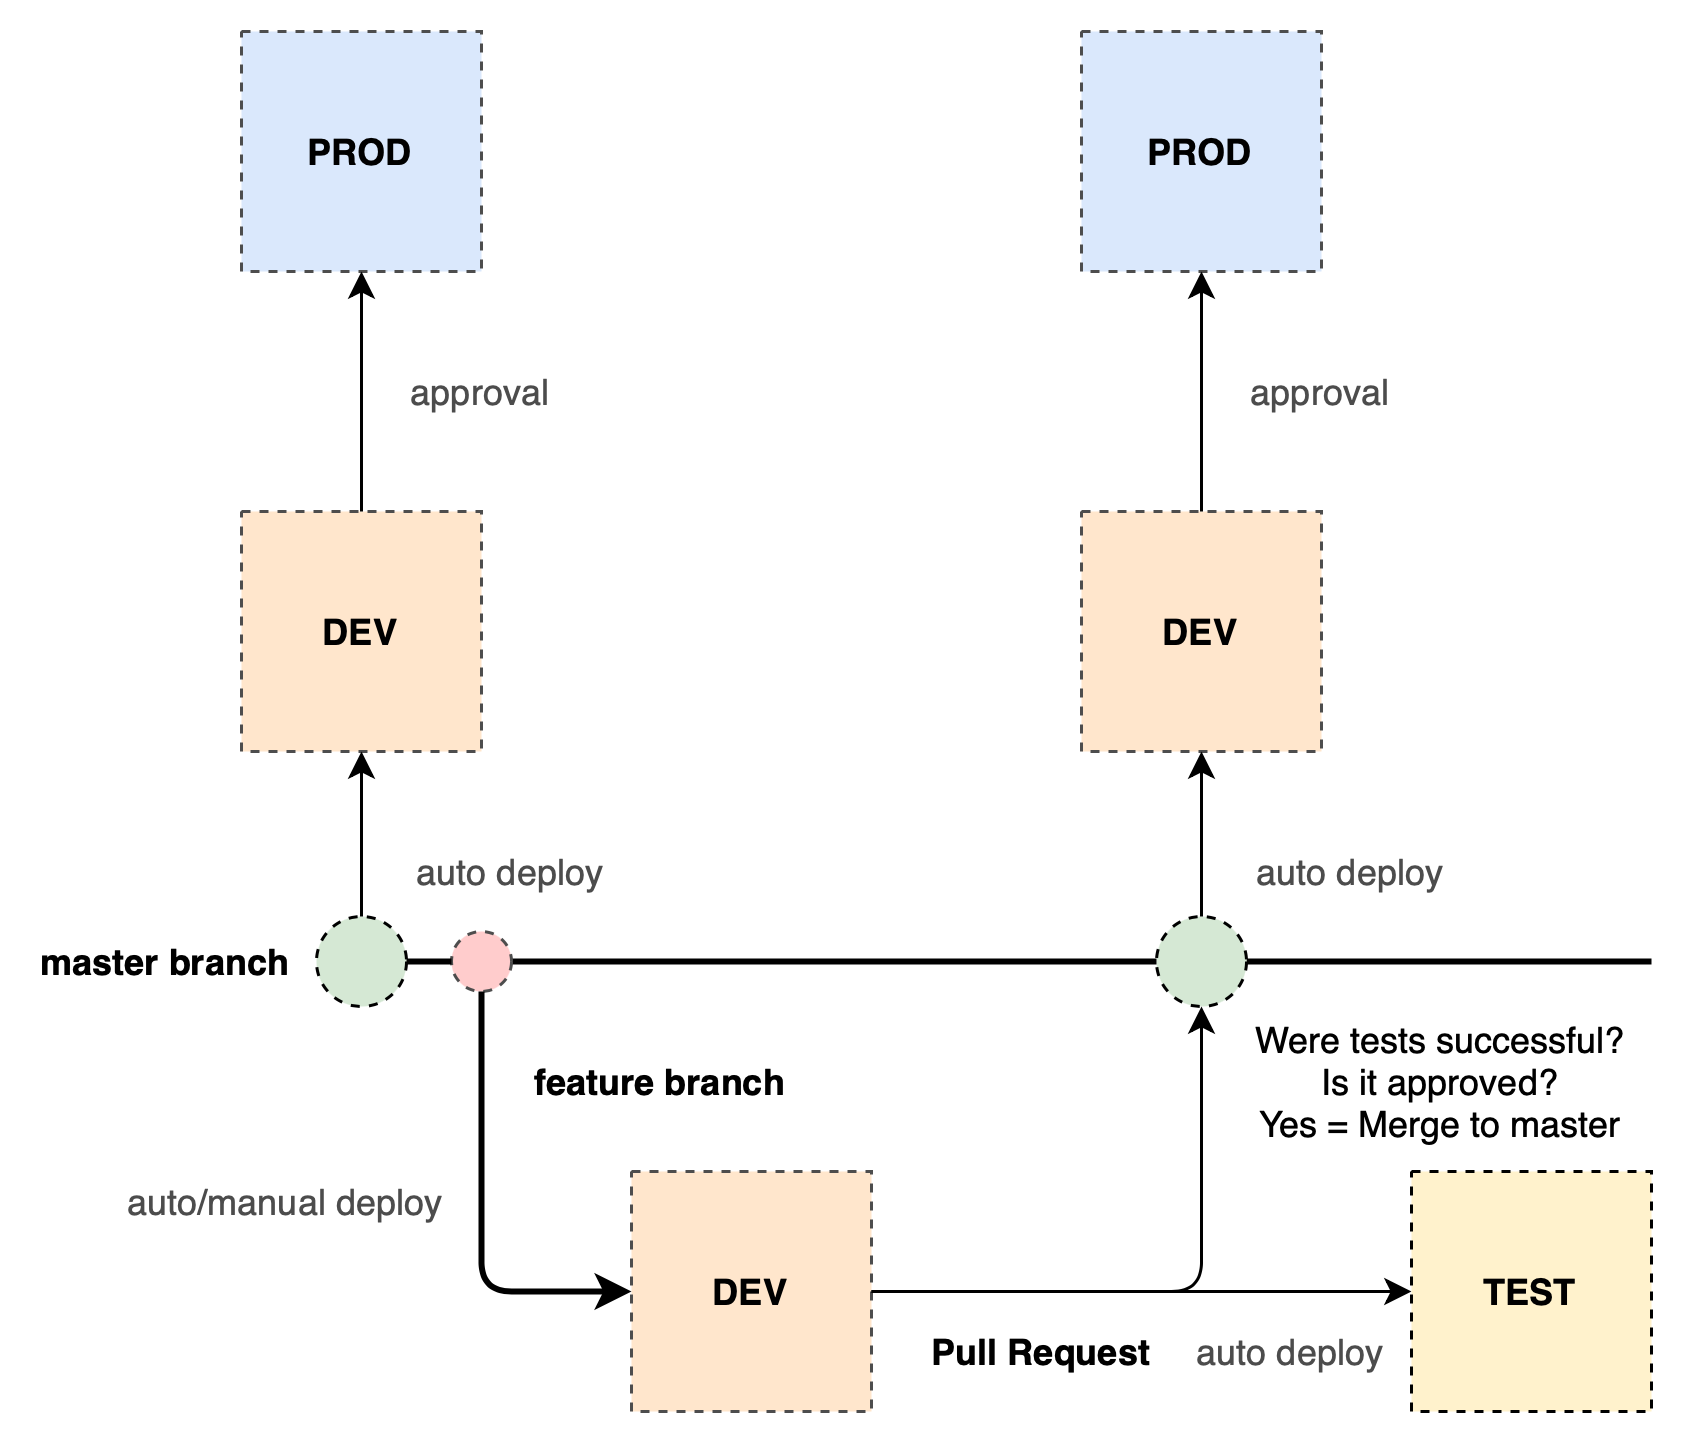 PROD
PROD
approval
approval
DEV
DEV
auto deploy
auto deploy
master branch
Were tests successful?
Is it approved?
Yes = Merge to master
feature branch
auto/manual deploy
DEV
TEST
Pull Request
auto deploy